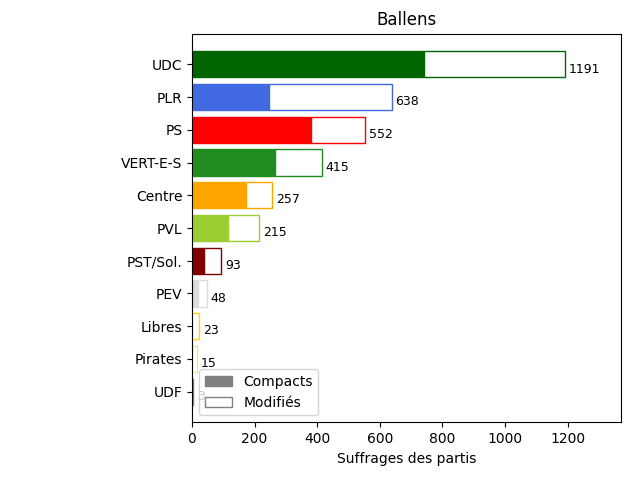 Ballens
UDC 1191
PLR 638
PS 552
VERT-E-S 415
Centre 257
PVL 215
PST/Sol. 93
PEV 48
Libres 23
Pirates 15
UDF
Compacts
Modifiés
0 200 400 600 800 1000 1200
Suffrages des partis